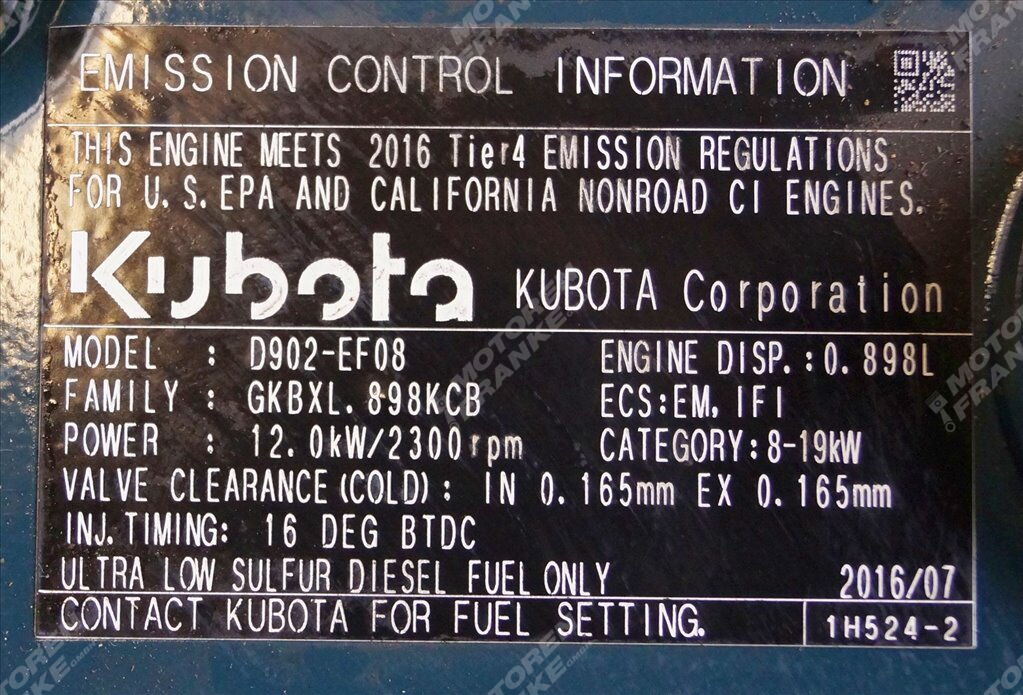 EMISSION CONTROL INFORMATION
THIS ENGINE MEETS 2016 Tier4 EMISSION REGULATIONS
FOR U.S.EPA AND CALIFORNIA NONROAD CI ENGINES.
Kubota KUBOTA Corporation
MODEL : D902-EF08 ENGINE DISP.:0.898L
FAMILY : GKBXL.898KCB ECS:EM, IFI
POWER : 12.0kW/2300rpm CATEGORY:8-19kW
VALVE CLEARANCE(COLD): IN 0.165mm EX 0.165mm
INJ.TIMING: 16 DEG BTDC
ULTRA LOW SULFUR DIESEL FUEL ONLY 2016/07
CONTACT KUBOTA FOR FUEL SETTING. 1H524-2
MOTORE FRANKE